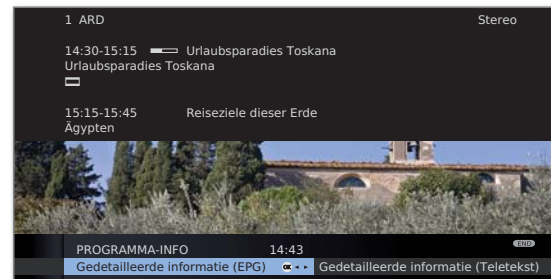 1 ARD Stereo
14:30-15:15 Urlaubsparadies Toskana
Urlaubsparadies Toskana
15:15-15:45 Reiseziele dieser Erde
Ägypten
END
PROGRAMMA-INFO 14:43
Gedetailleerde informatie (EPG) OK Gedetailleerde informatie (Teletekst)